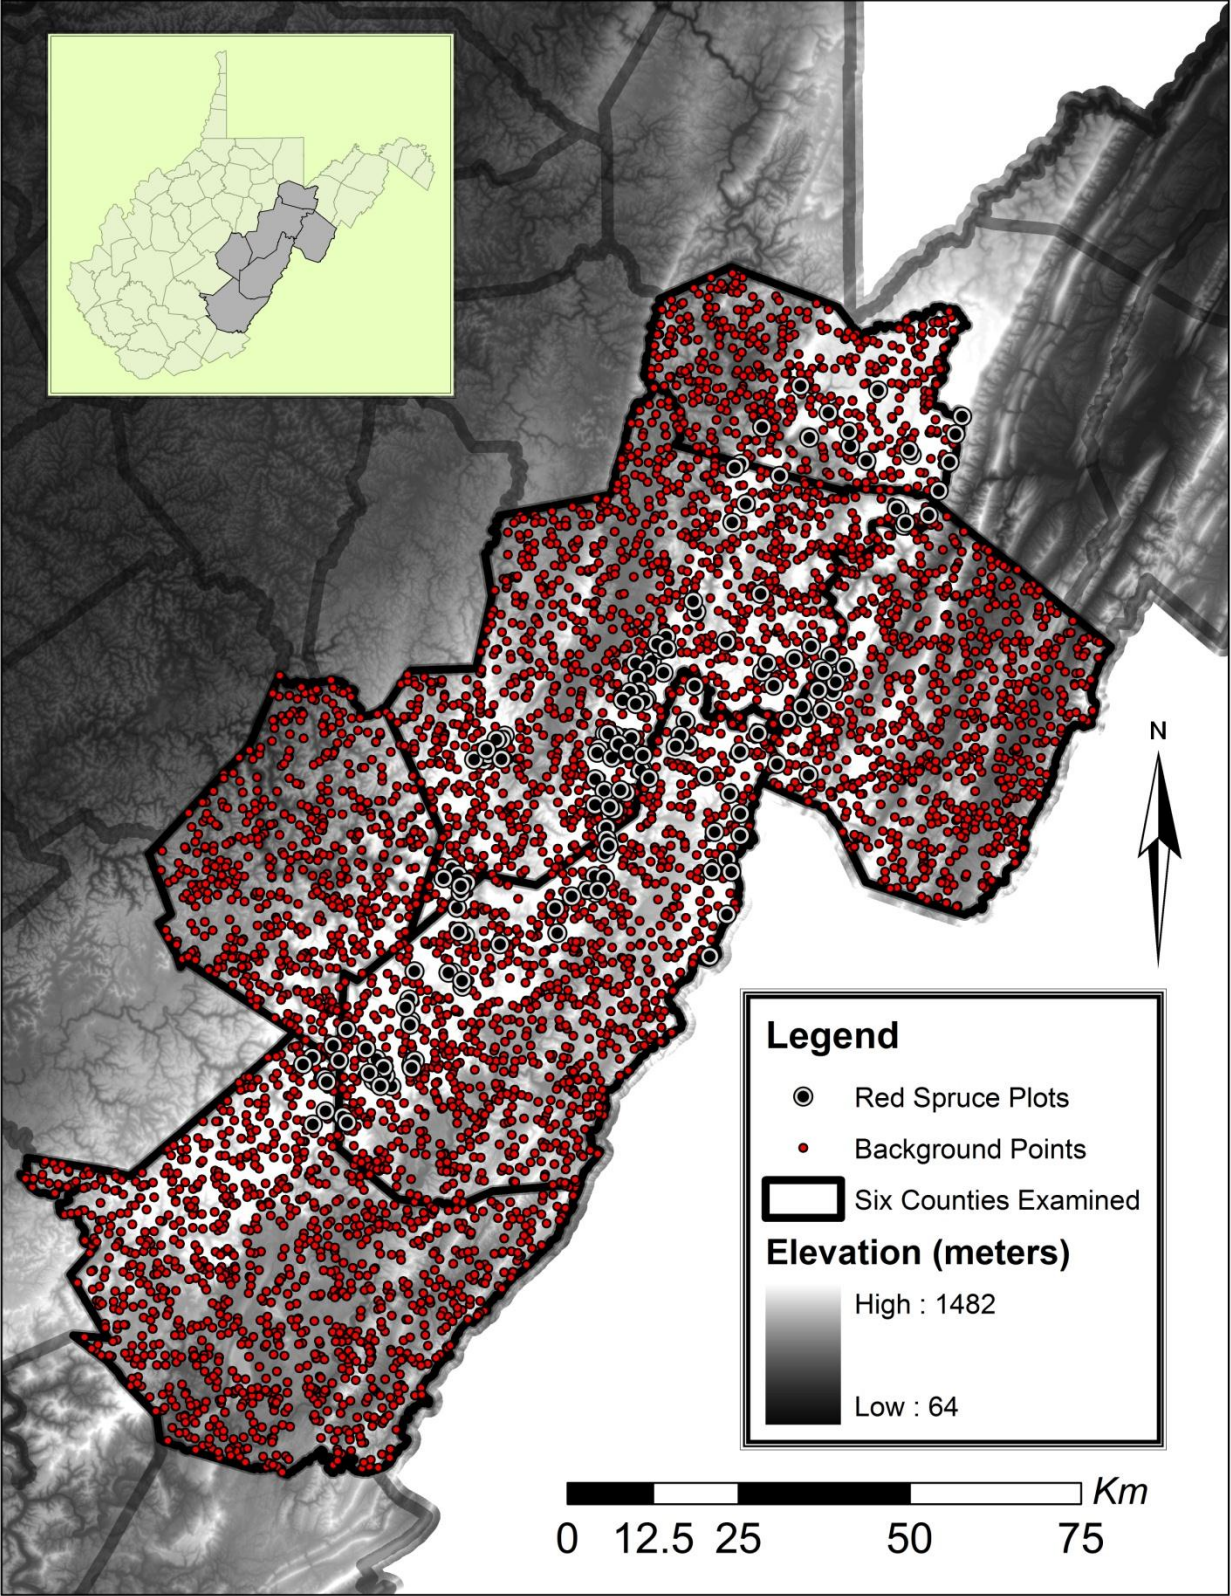 N
Legend
Red Spruce Plots
Background Points
Six Counties Examined
Elevation (meters)
High : 1482
Low : 64
Km
0 12.5 25 50 75